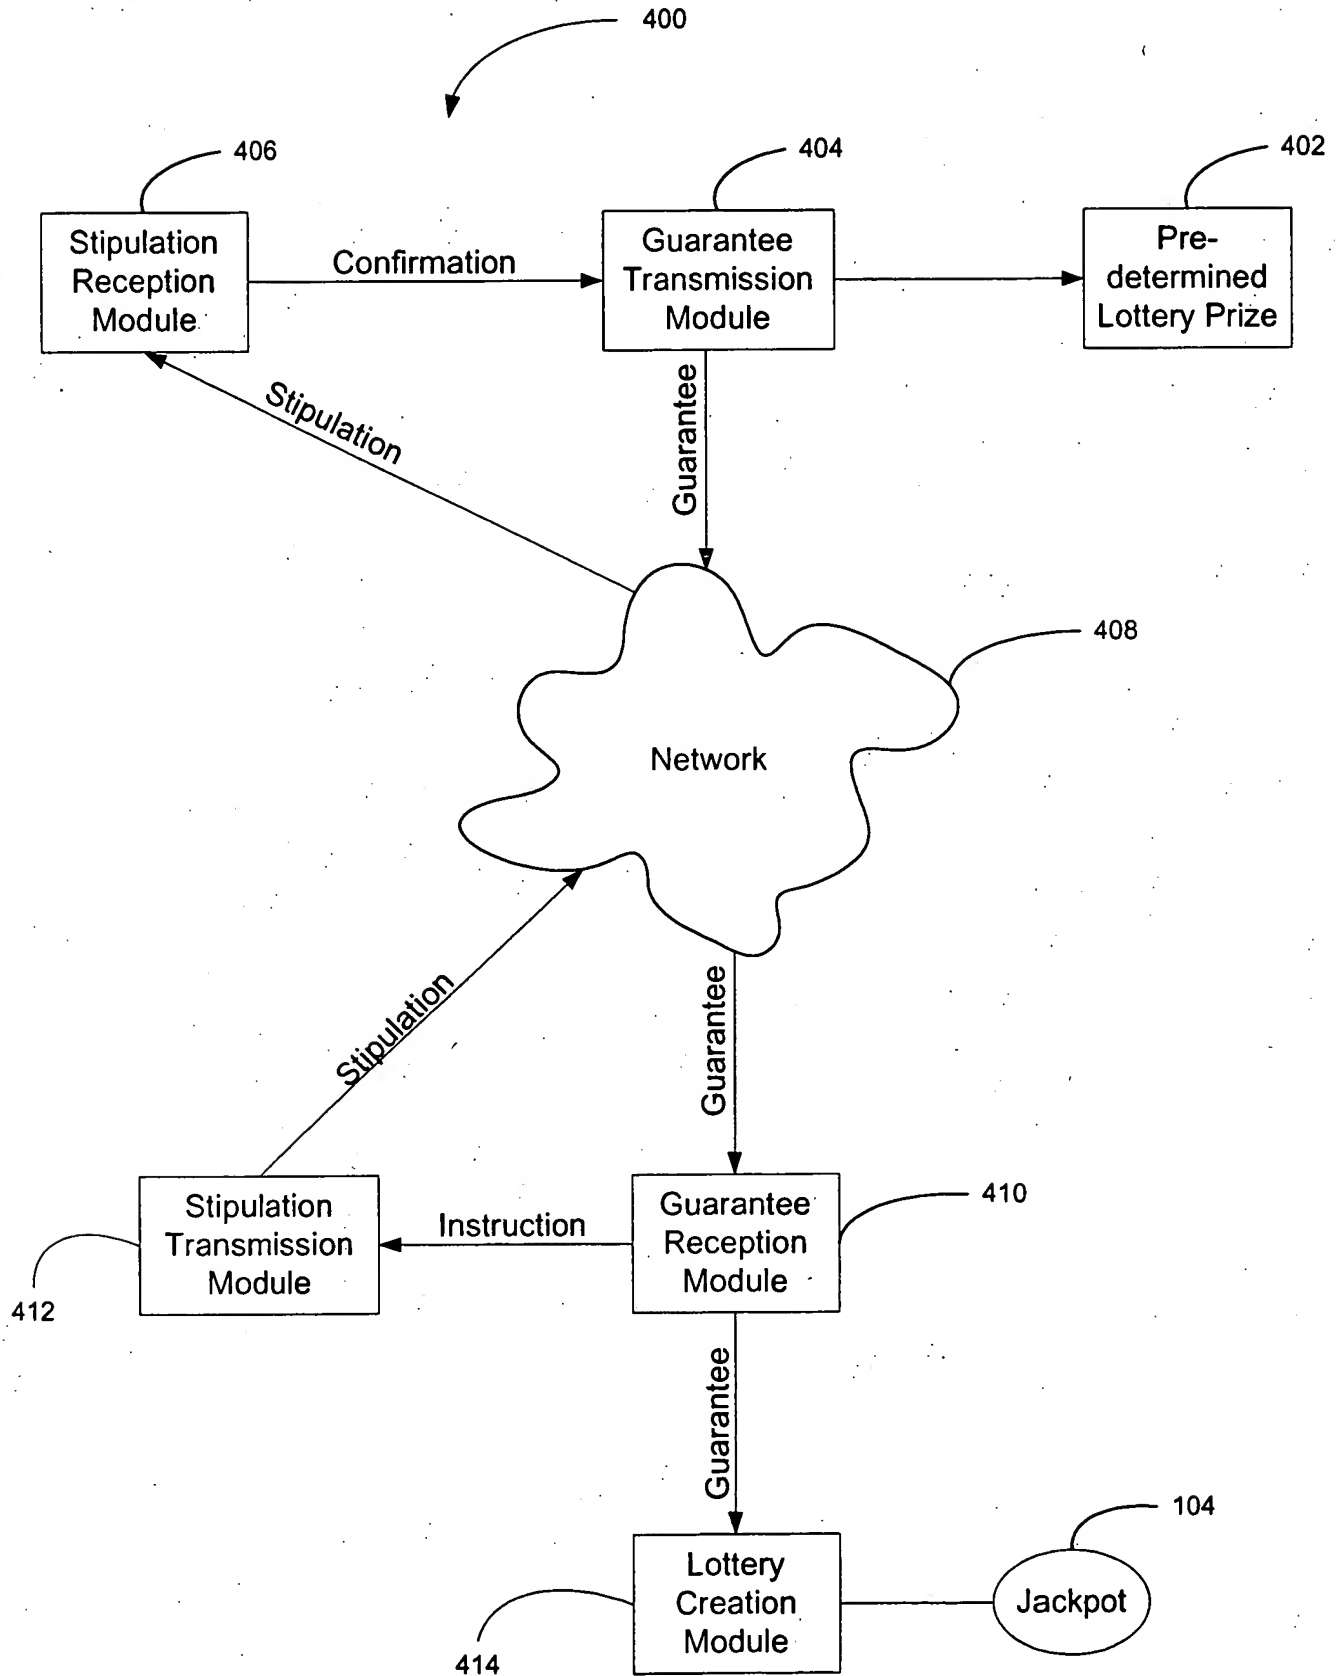 400
406
404
402
Stipulation
Reception
Module
Confirmation
Guarantee
Transmission
Module
Pre-
determined
Lottery Prize
Stipulation
Guarantee
408
Network
Stipulation
Guarantee
Stipulation
Transmission
Module
Instruction
Guarantee
Reception
Module
410
412
Guarantee
104
Lottery
Creation
Module
Jackpot
414